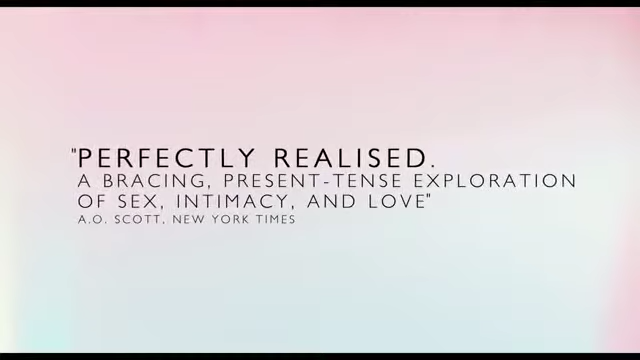 "PERFECTLY REALISED.
A BRACING, PRESENT-TENSE EXPLORATION
OF SEX, INTIMACY, AND LOVE"
A.O. SCOTT, NEW YORK TIMES